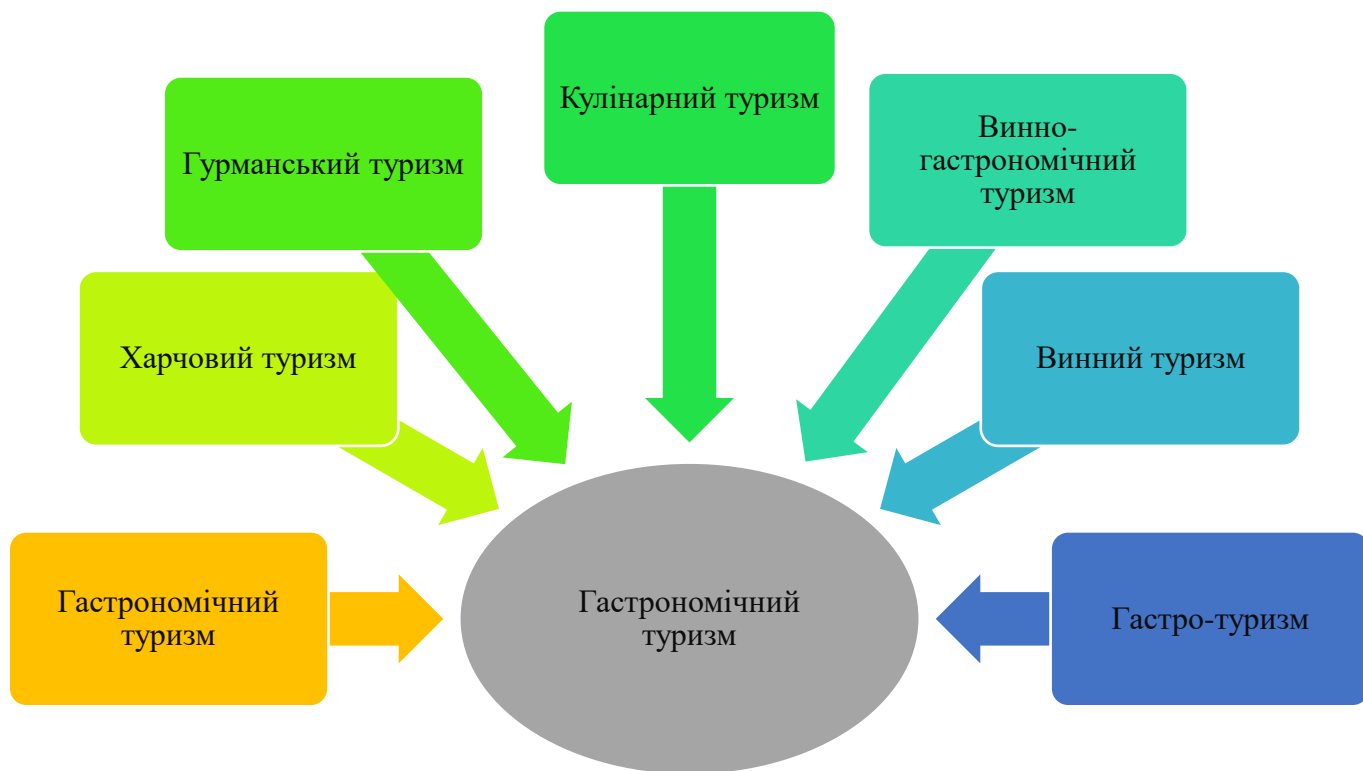 Кулінарний туризм
Гурманський туризм
Винно-
гастрономічний
туризм
Харчовий туризм
Винний туризм
Гастрономічний
туризм
Гастрономічний
туризм
Гастро-туризм